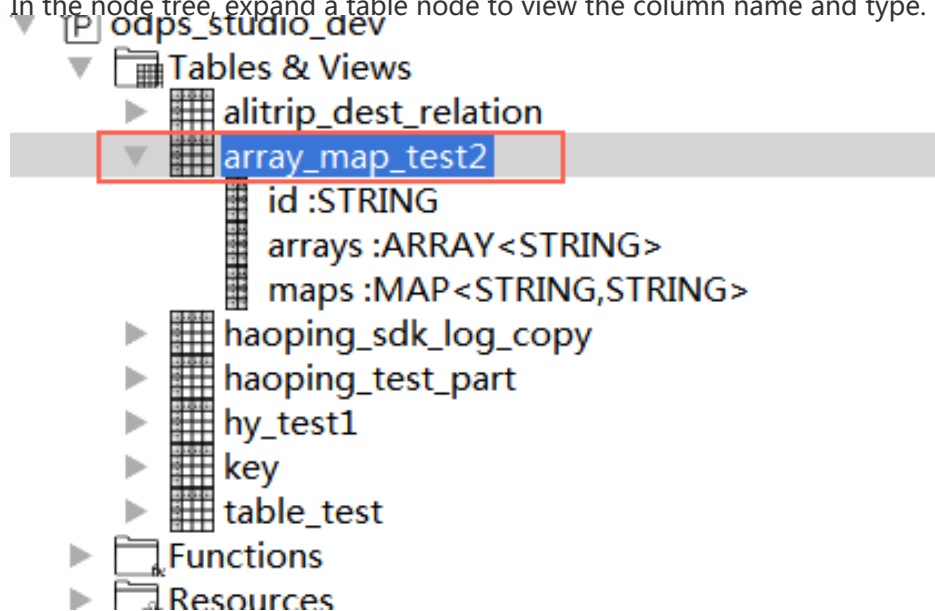 In the node tree, expand a table node to view the column name and type.
P odps_studio_dev
Tables & Views
alitrip_dest_relation
array_map_test2
id :STRING
arrays :ARRAY<STRING>
maps :MAP<STRING,STRING>
haoping_sdk_log_copy
haoping_test_part
hy_test1
key
table_test
Functions
Resources